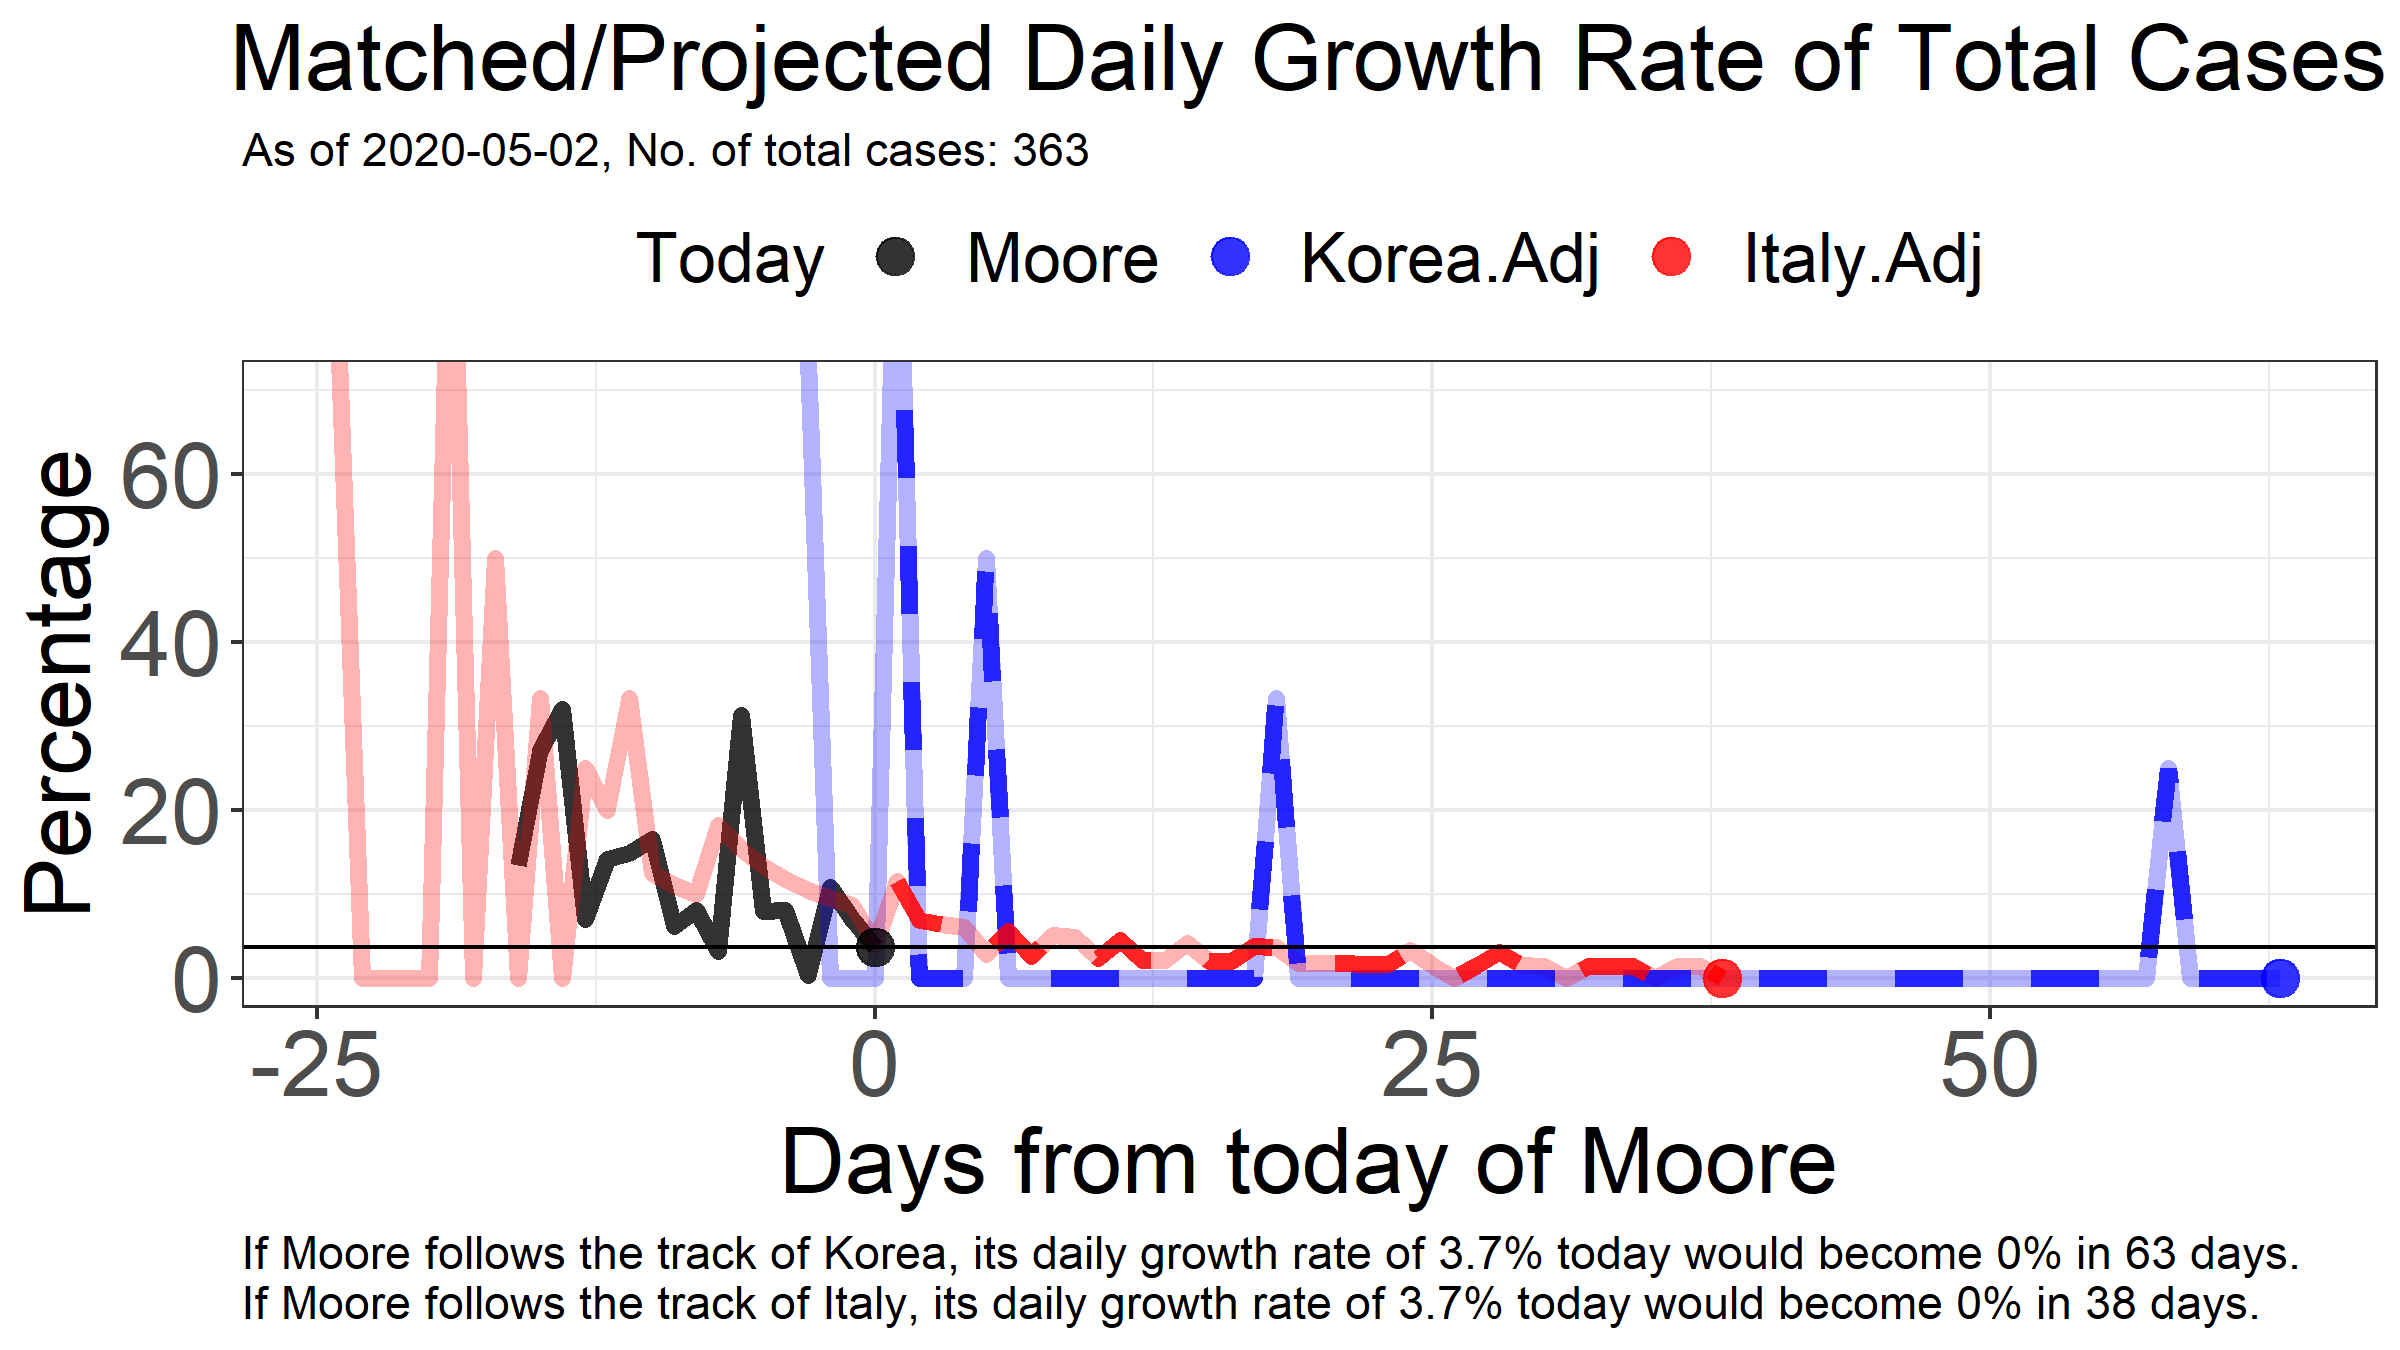 Matched/Projected Daily Growth Rate of Total Cases
As of 2020-05-02, No. of total cases: 363
Today Moore Korea.Adj Italy.Adj
Percentage
60
40
20
0
-25 0 25 50
Days from today of Moore
If Moore follows the track of Korea, its daily growth rate of 3.7% today would become 0% in 63 days.
If Moore follows the track of Italy, its daily growth rate of 3.7% today would become 0% in 38 days.